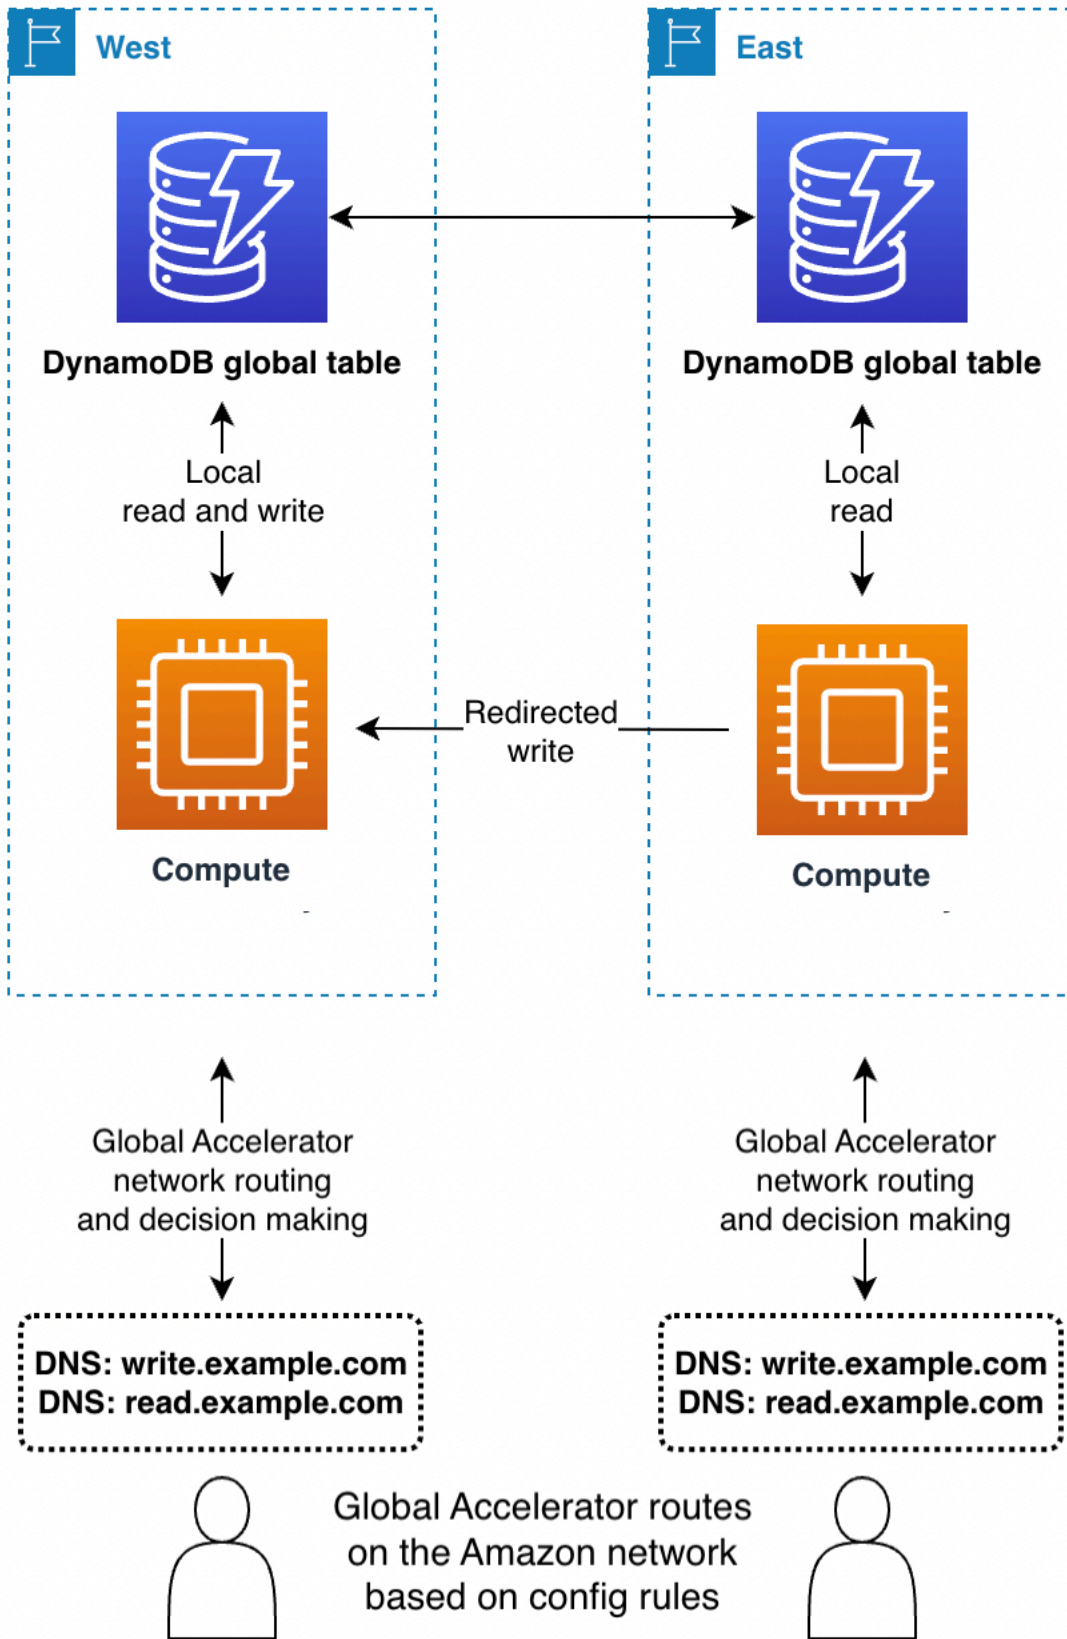 West
East
DynamoDB global table
DynamoDB global table
Local
read and write
Local
read
Redirected
write
Compute
Compute
Global Accelerator
network routing
and decision making
Global Accelerator
network routing
and decision making
DNS: write.example.com
DNS: read.example.com
DNS: write.example.com
DNS: read.example.com
Global Accelerator routes
on the Amazon network
based on config rules